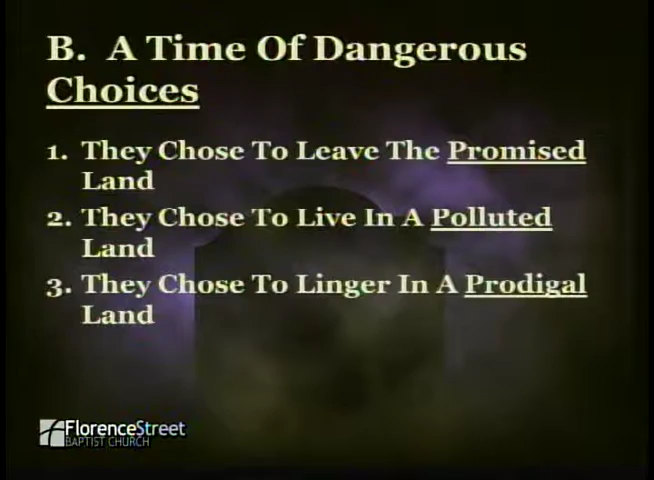 B. A Time Of Dangerous
Choices
1. They Chose To Leave The Promised
Land
2. They Chose To Live In A Polluted
Land
3. They Chose To Linger In A Prodigal
Land
FlorenceStreet
BAPTIST CHURCH